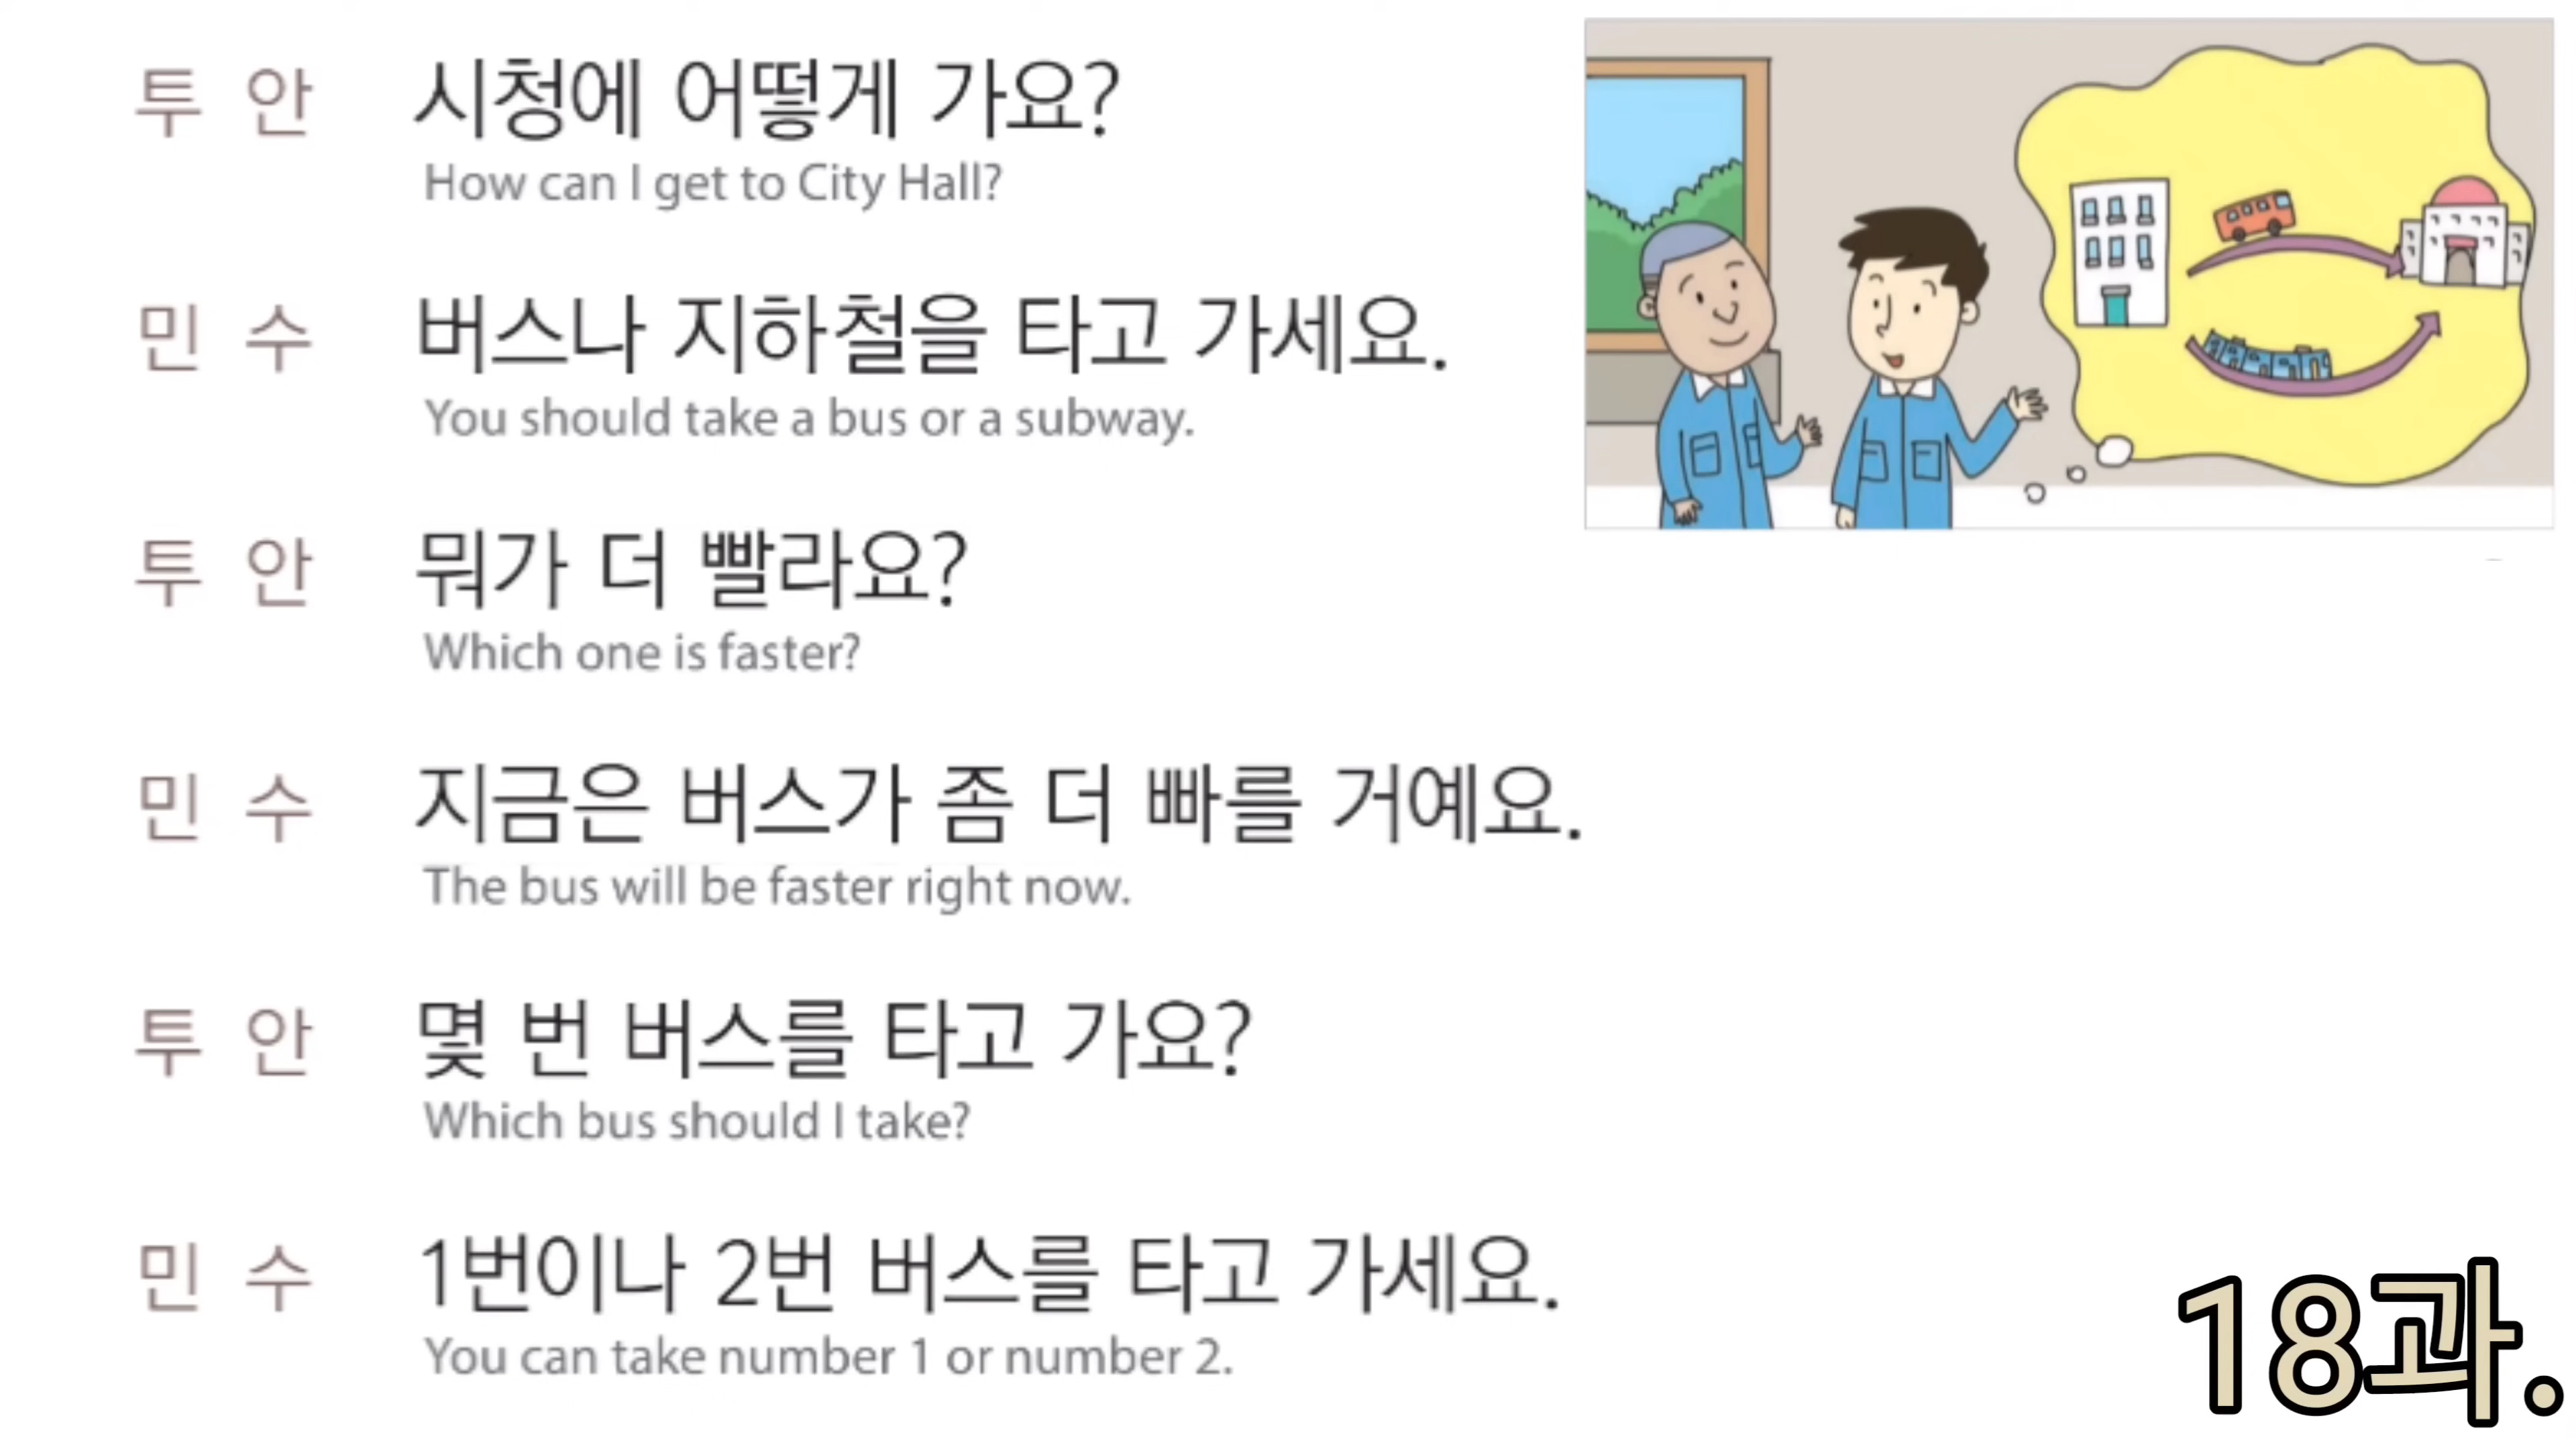 투 안 시청에 어떻게 가요?
How can I get to City Hall?
민 수 버스나 지하철을 타고 가세요.
You should take a bus or a subway.
투 안 뭐가 더 빨라요?
Which one is faster?
민 수 지금은 버스가 좀 더 빠를 거예요.
The bus will be faster right now.
투 안 몇 번 버스를 타고 가요?
Which bus should I take?
민 수 1번이나 2번 버스를 타고 가세요.
You can take number 1 or number 2.
18과.